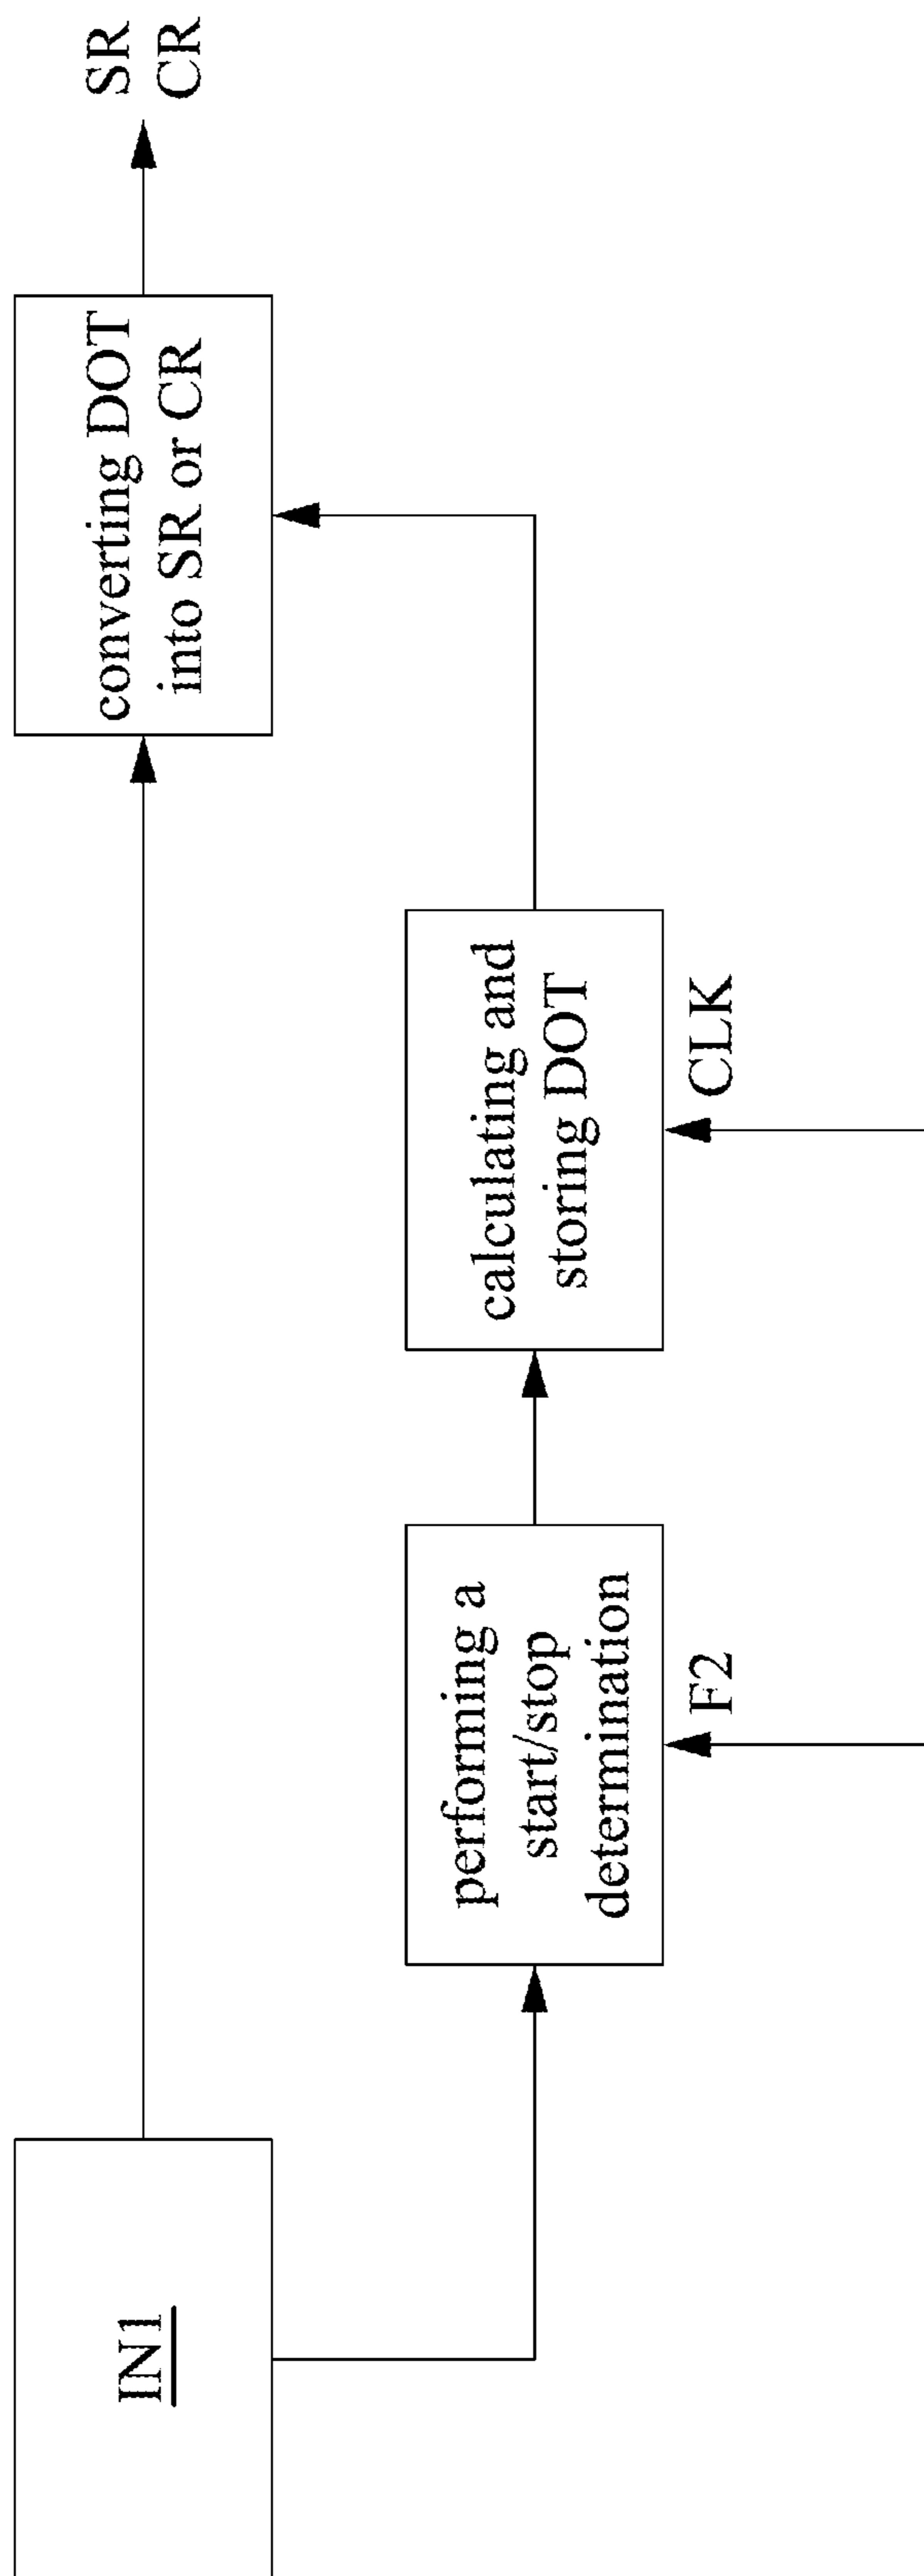 IN1
converting DOT
into SR or CR
SR
CR
performing a
start/stop
determination
calculating and
storing DOT
F2
CLK